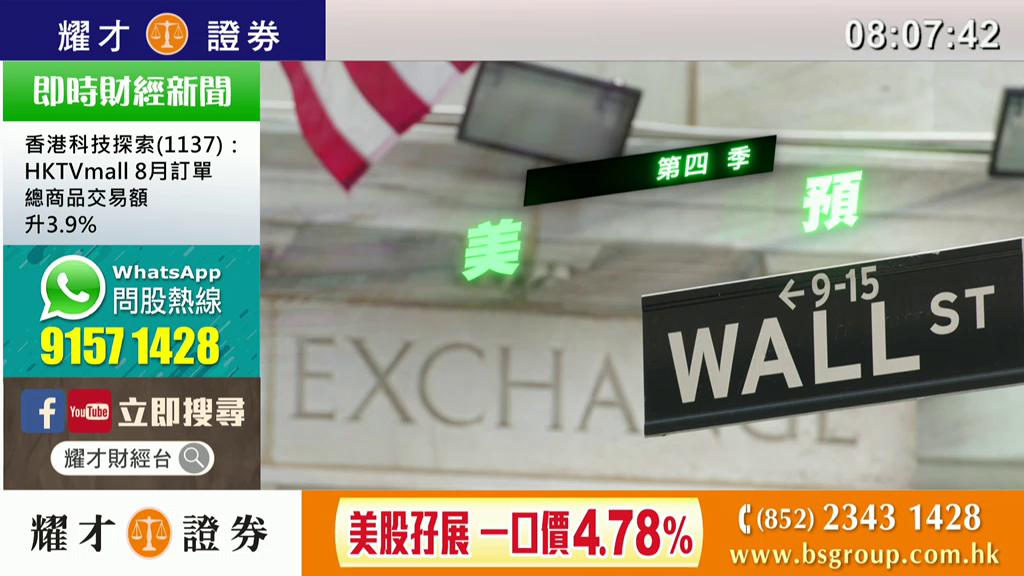 耀才 證券
08:07:42
即時財經新聞
香港科技探索(1137)：
HKTVmall 8月訂單
總商品交易額
升3.9%
WhatsApp
問股熱線
9157 1428
f YouTube 立即搜尋
耀才財經台
第四 季
美 預
←9-15
WALL ST
EXCHANGE
耀才 證券
美股孖展 一口價4.78%
(852) 2343 1428
www.bsgroup.com.hk